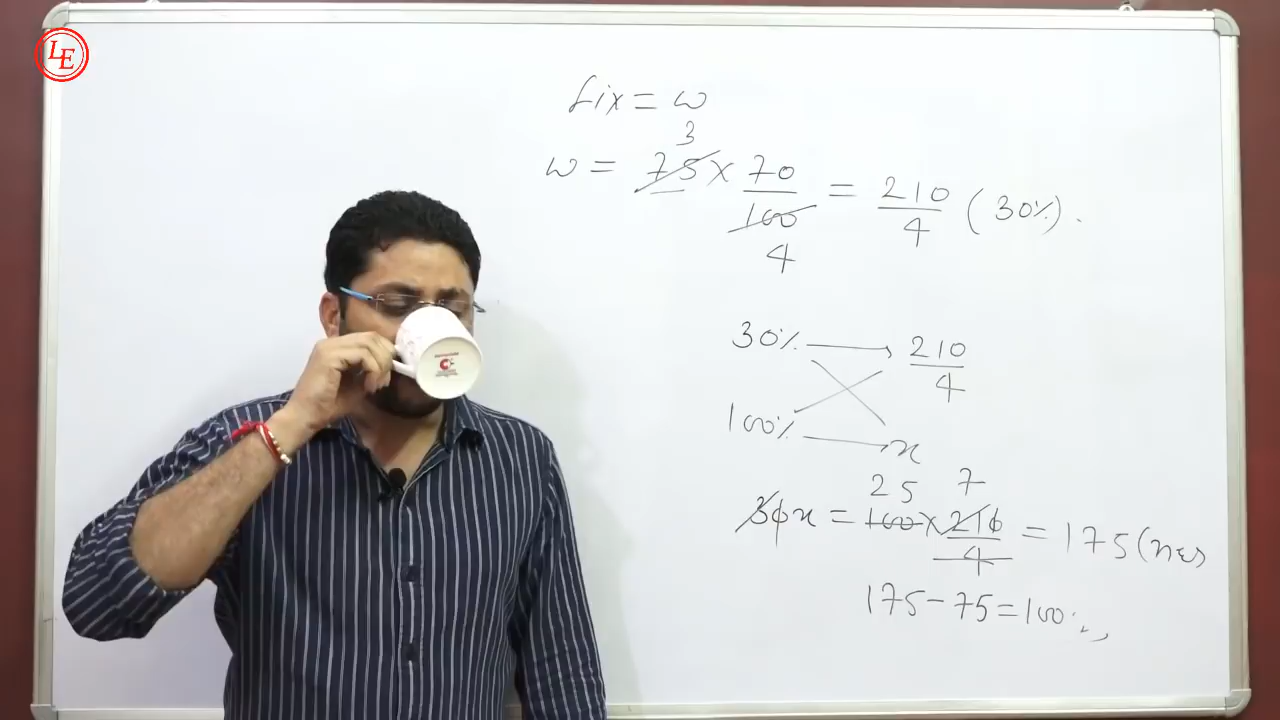 LE
fix = w
3
w = 75 × 70/100 = 210/4 (30%).
4
30% → 210/4
100% → x
25 7
30x = 100 × 210/4 = 175 (new
175 - 75 = 100